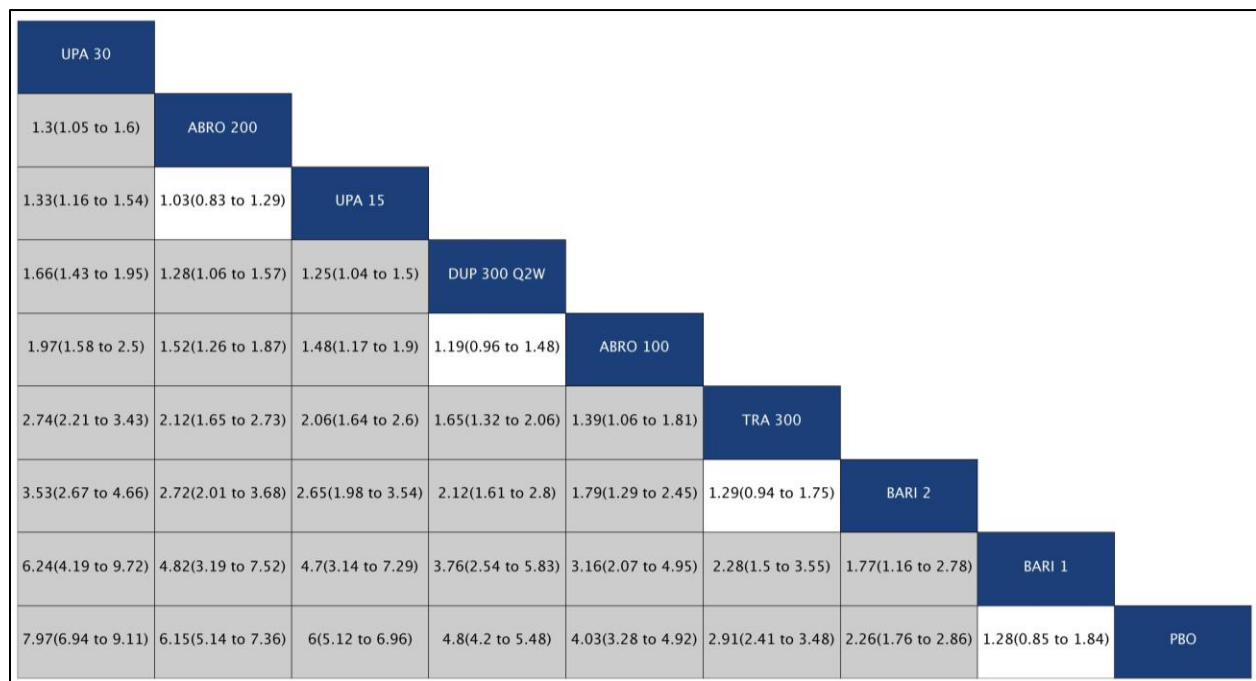 UPA 30
1.3(1.05 to 1.6) ABRO 200
1.33(1.16 to 1.54) 1.03(0.83 to 1.29) UPA 15
1.66(1.43 to 1.95) 1.28(1.06 to 1.57) 1.25(1.04 to 1.5) DUP 300 Q2W
1.97(1.58 to 2.5) 1.52(1.26 to 1.87) 1.48(1.17 to 1.9) 1.19(0.96 to 1.48) ABRO 100
2.74(2.21 to 3.43) 2.12(1.65 to 2.73) 2.06(1.64 to 2.6) 1.65(1.32 to 2.06) 1.39(1.06 to 1.81) TRA 300
3.53(2.67 to 4.66) 2.72(2.01 to 3.68) 2.65(1.98 to 3.54) 2.12(1.61 to 2.8) 1.79(1.29 to 2.45) 1.29(0.94 to 1.75) BARI 2
6.24(4.19 to 9.72) 4.82(3.19 to 7.52) 4.7(3.14 to 7.29) 3.76(2.54 to 5.83) 3.16(2.07 to 4.95) 2.28(1.5 to 3.55) 1.77(1.16 to 2.78) BARI 1
7.97(6.94 to 9.11) 6.15(5.14 to 7.36) 6(5.12 to 6.96) 4.8(4.2 to 5.48) 4.03(3.28 to 4.92) 2.91(2.41 to 3.48) 2.26(1.76 to 2.86) 1.28(0.85 to 1.84) PBO